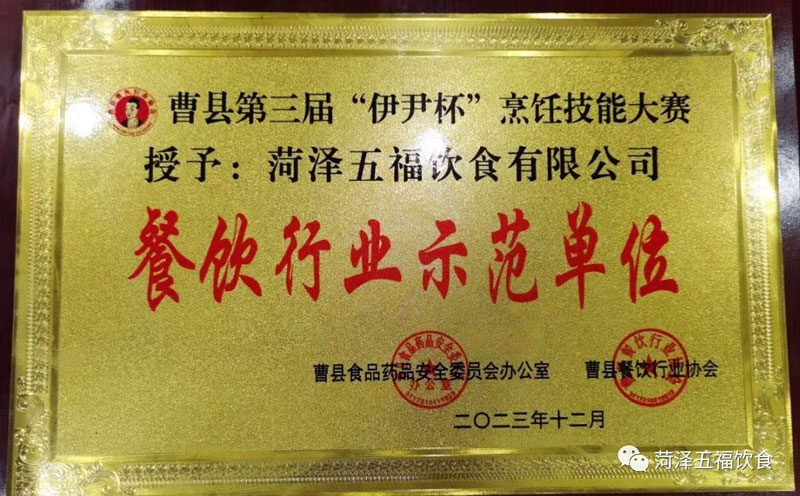 曹县第三届“伊尹杯”烹饪技能大赛
授予：菏泽五福饮食有限公司
餐饮行业示范单位
曹县食品药品安全委员会办公室 曹县餐饮行业协会
二〇二三年十二月
菏泽五福饮食